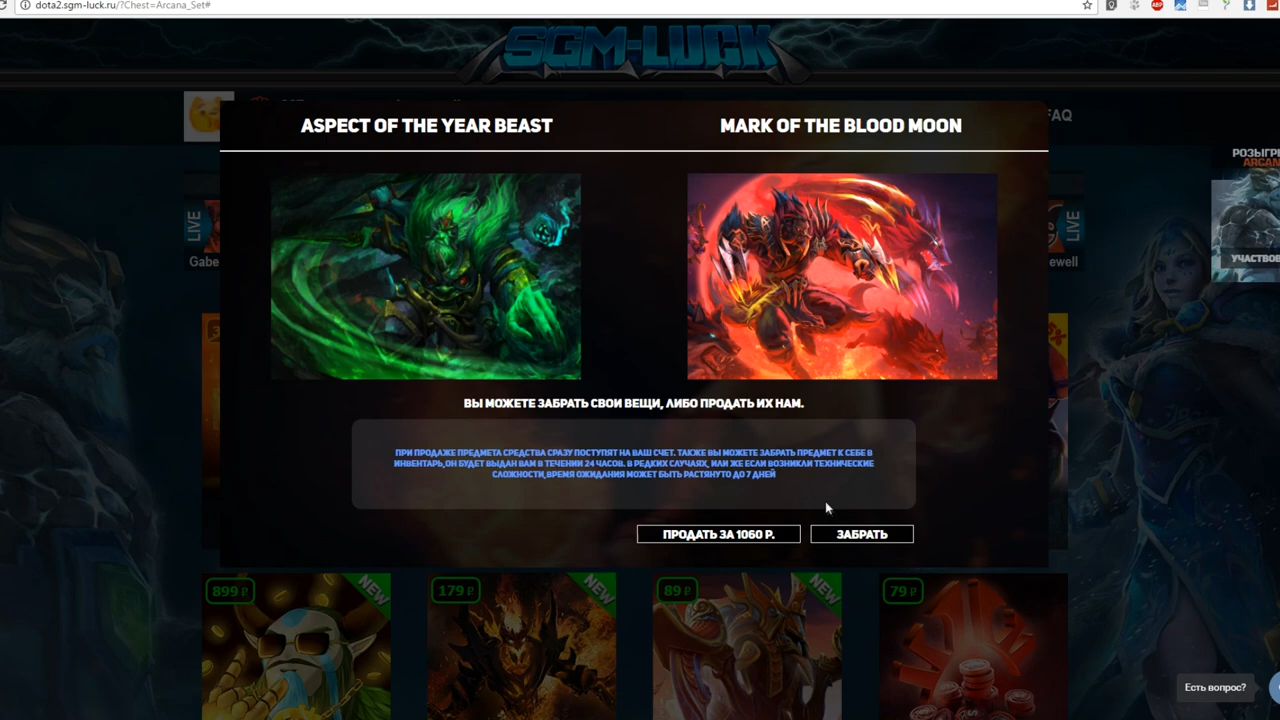 dota2.sgm-luck.ru/?Chest=Arcana_Set#
ABP
SGM-LUCK
FAQ
ASPECT OF THE YEAR BEAST
MARK OF THE BLOOD MOON
РОЗЫГРЫ
ARCAN
LIVE
LIVE
Gabe
ewell
УЧАСТВОВ
5X
ВЫ МОЖЕТЕ ЗАБРАТЬ СВОИ ВЕЩИ, ЛИБО ПРОДАТЬ ИХ НАМ.
ПРИ ПРОДАЖЕ ПРЕДМЕТА СРЕДСТВА СРАЗУ ПОСТУПЯТ НА ВАШ СЧЕТ. ТАКЖЕ ВЫ МОЖЕТЕ ЗАБРАТЬ ПРЕДМЕТ К СЕБЕ В
ИНВЕНТАРЬ,ОН БУДЕТ ВЫДАН ВАМ В ТЕЧЕНИИ 24 ЧАСОВ. В РЕДКИХ СЛУЧАЯХ, ИЛИ ЖЕ ЕСЛИ ВОЗНИКЛИ ТЕХНИЧЕСКИЕ
СЛОЖНОСТИ,ВРЕМЯ ОЖИДАНИЯ МОЖЕТ БЫТЬ РАСТЯНУТО ДО 7 ДНЕЙ
ПРОДАТЬ ЗА 1060 Р.
ЗАБРАТЬ
899 ₽
NEW
179 ₽
NEW
89 ₽
NEW
79 ₽
Есть вопрос?